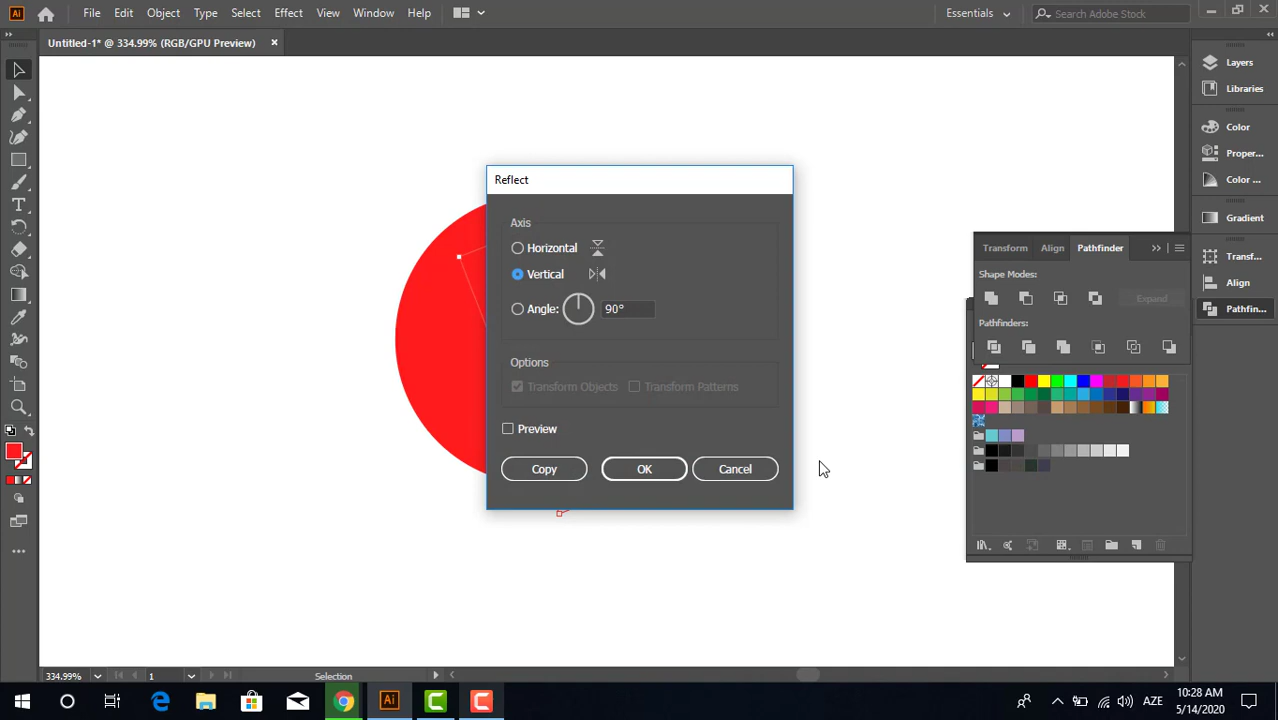 Ai File Edit Object Type Select Effect View Window Help Essentials Search Adobe Stock
Untitled-1* @ 334.99% (RGB/GPU Preview)
Layers
Libraries
Color
Proper...
Color ...
Gradient
Transf...
Align
Pathfin...
Reflect
Axis
Horizontal
Vertical
Angle: 90°
Options
Transform Objects Transform Patterns
Preview
Copy OK Cancel
Transform Align Pathfinder
Shape Modes:
Expand
Pathfinders:
334.99% 1 Selection
Ai AZE
10:28 AM
5/14/2020